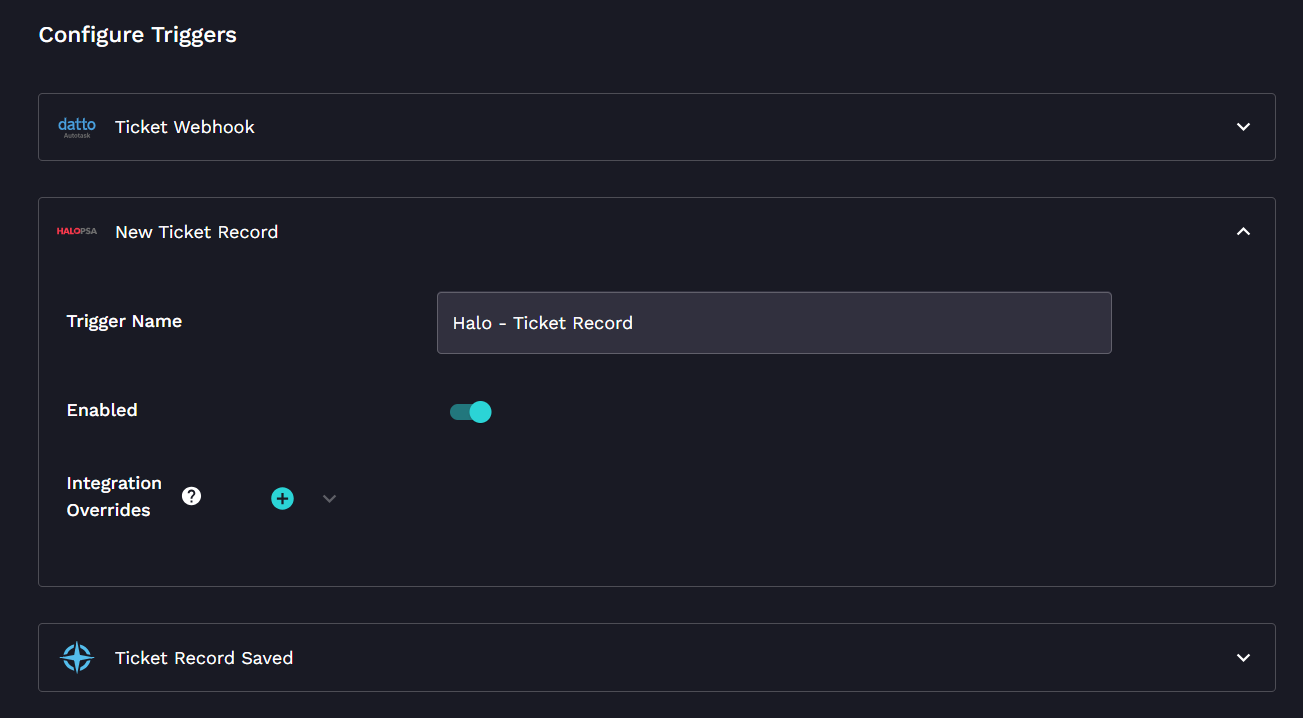 Configure Triggers
datto
Autotask
Ticket Webhook
HALOPSA
New Ticket Record
Trigger Name
Halo - Ticket Record
Enabled
Integration
Overrides
?
Ticket Record Saved